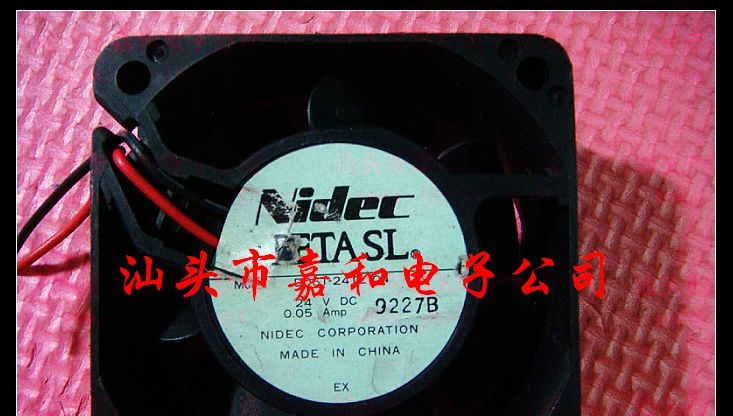 Nidec
BETA SL®
汕头市嘉和电子公司
24 V DC
0.05 Amp
9227B
NIDEC CORPORATION
MADE IN CHINA
EX